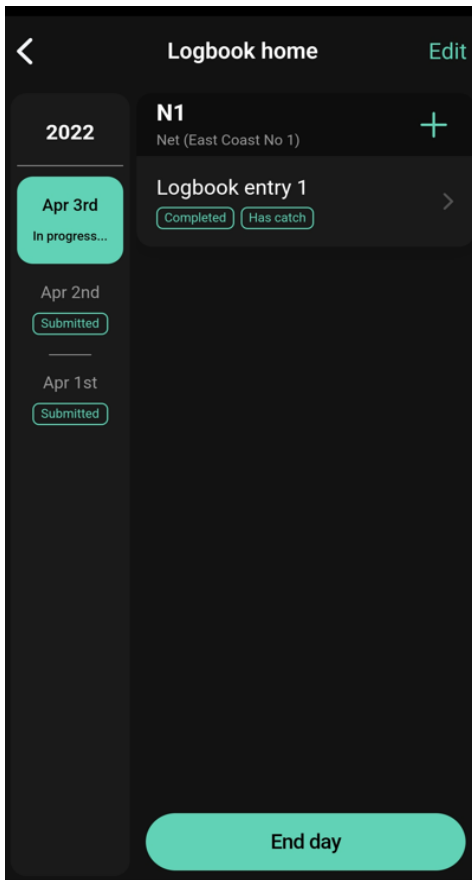 Logbook home
Edit
2022
Apr 3rd
In progress...
Apr 2nd
Submitted
Apr 1st
Submitted
N1
Net (East Coast No 1)
Logbook entry 1
Completed
Has catch
End day